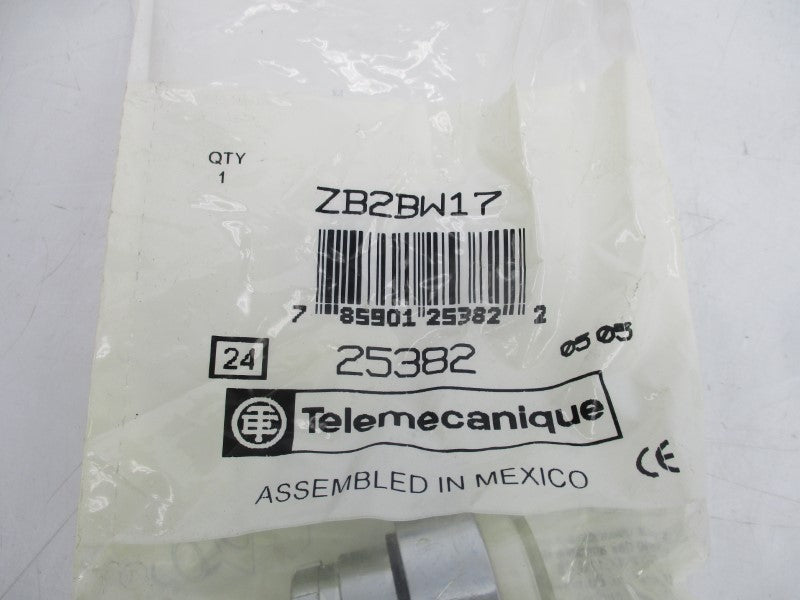 QTY
1
ZB2BW17
7 85901 25382 2
24
25382
05 05
Telemecanique
CE
ASSEMBLED IN MEXICO